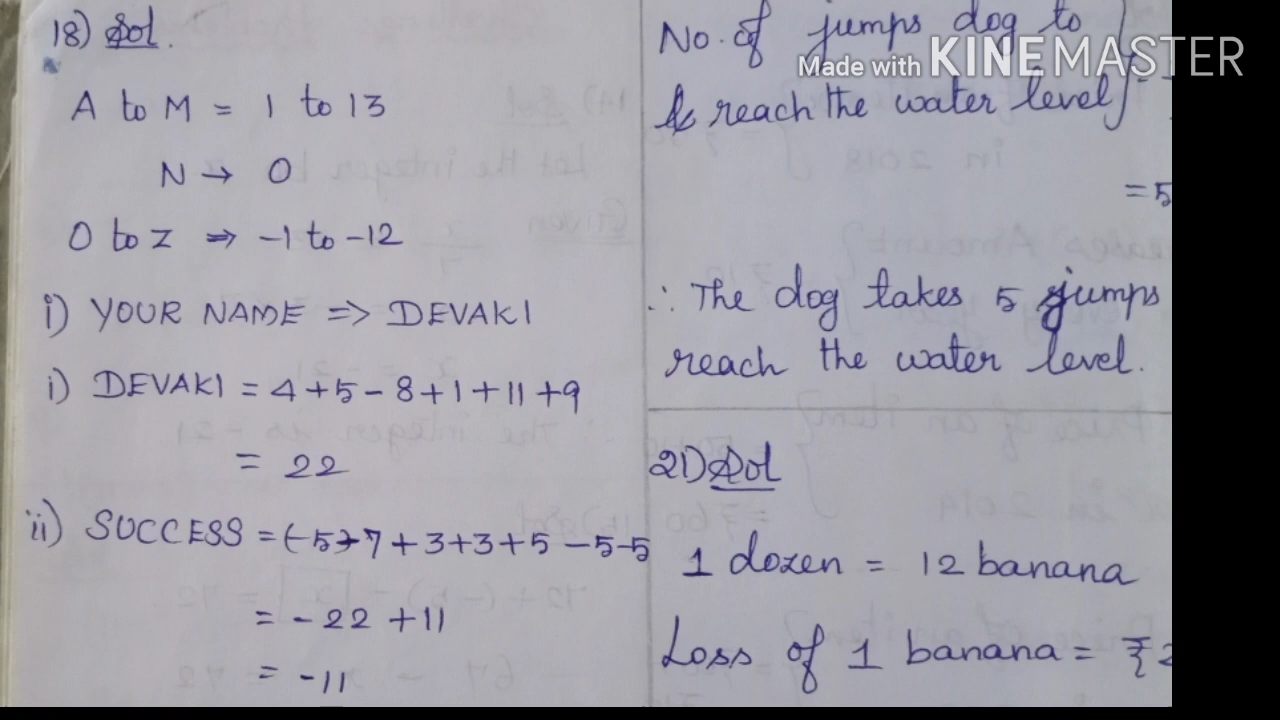 18) Sol.
A to M = 1 to 13
N → 0
O to Z ⇒ -1 to -12
i) YOUR NAME => DEVAKI
i) DEVAKI = 4+5-8+1+11+9
= 22
ii) SUCCESS = (-5)-7+3+3+5-5-5
= -22 +11
= -11
No. of jumps dog to
Made with KINEMASTER
& reach the water level
= 5
∴ The dog takes 5 jumps
reach the water level.
21) Sol
1 dozen = 12 banana
Loss of 1 banana = ₹